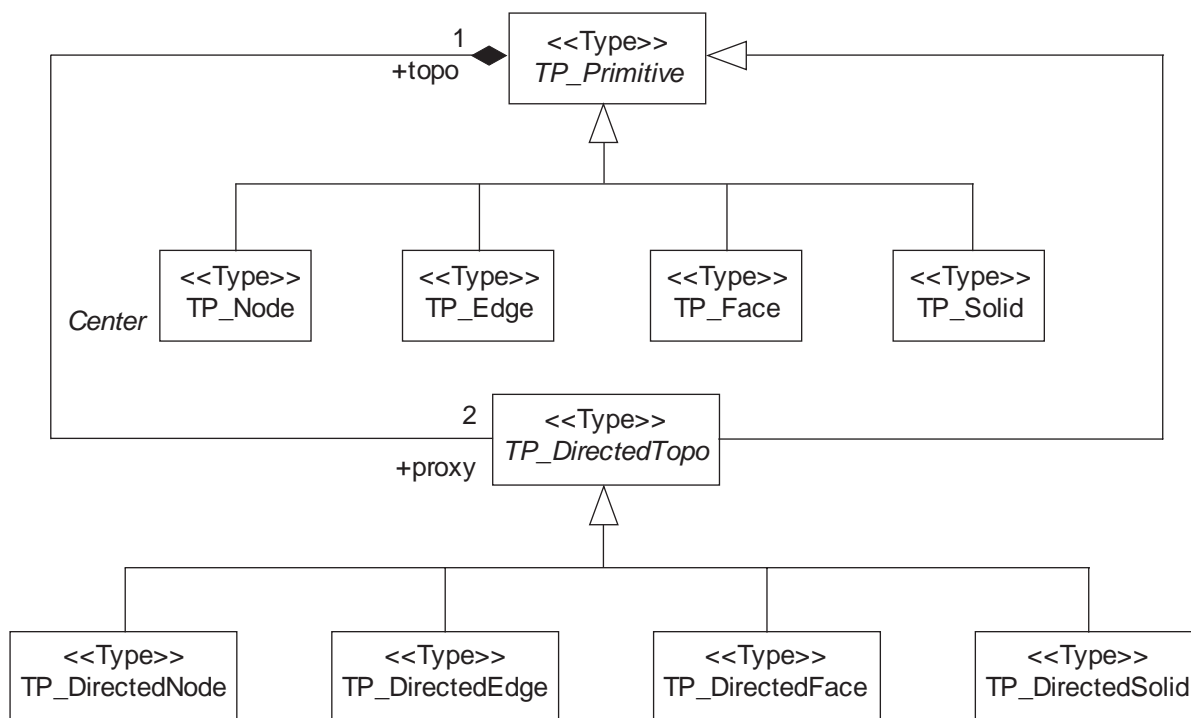 1
<<Type>>
TP_Primitive
+topo
<<Type>>
TP_Node
<<Type>>
TP_Edge
<<Type>>
TP_Face
<<Type>>
TP_Solid
Center
2
<<Type>>
TP_DirectedTopo
+proxy
<<Type>>
TP_DirectedNode
<<Type>>
TP_DirectedEdge
<<Type>>
TP_DirectedFace
<<Type>>
TP_DirectedSolid